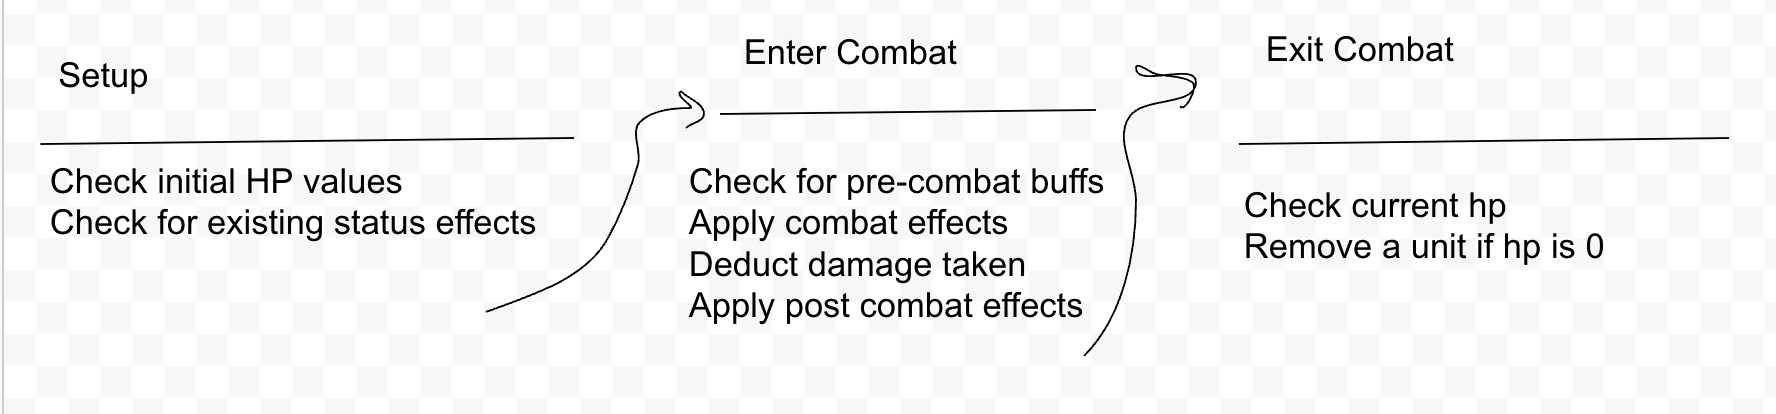 Setup
Check initial HP values
Check for existing status effects
Enter Combat
Check for pre-combat buffs
Apply combat effects
Deduct damage taken
Apply post combat effects
Exit Combat
Check current hp
Remove a unit if hp is 0